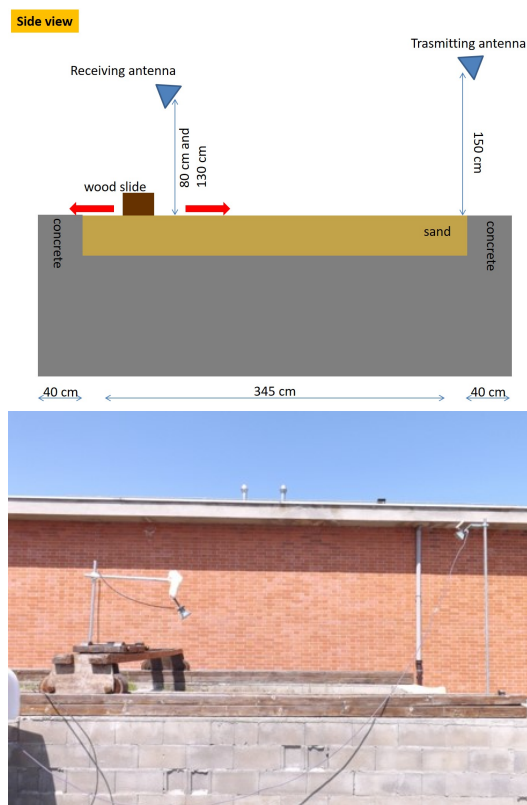 Side view
Trasmitting antenna
Receiving antenna
80 cm and
130 cm
150 cm
wood slide
concrete
sand
concrete
40 cm
345 cm
40 cm